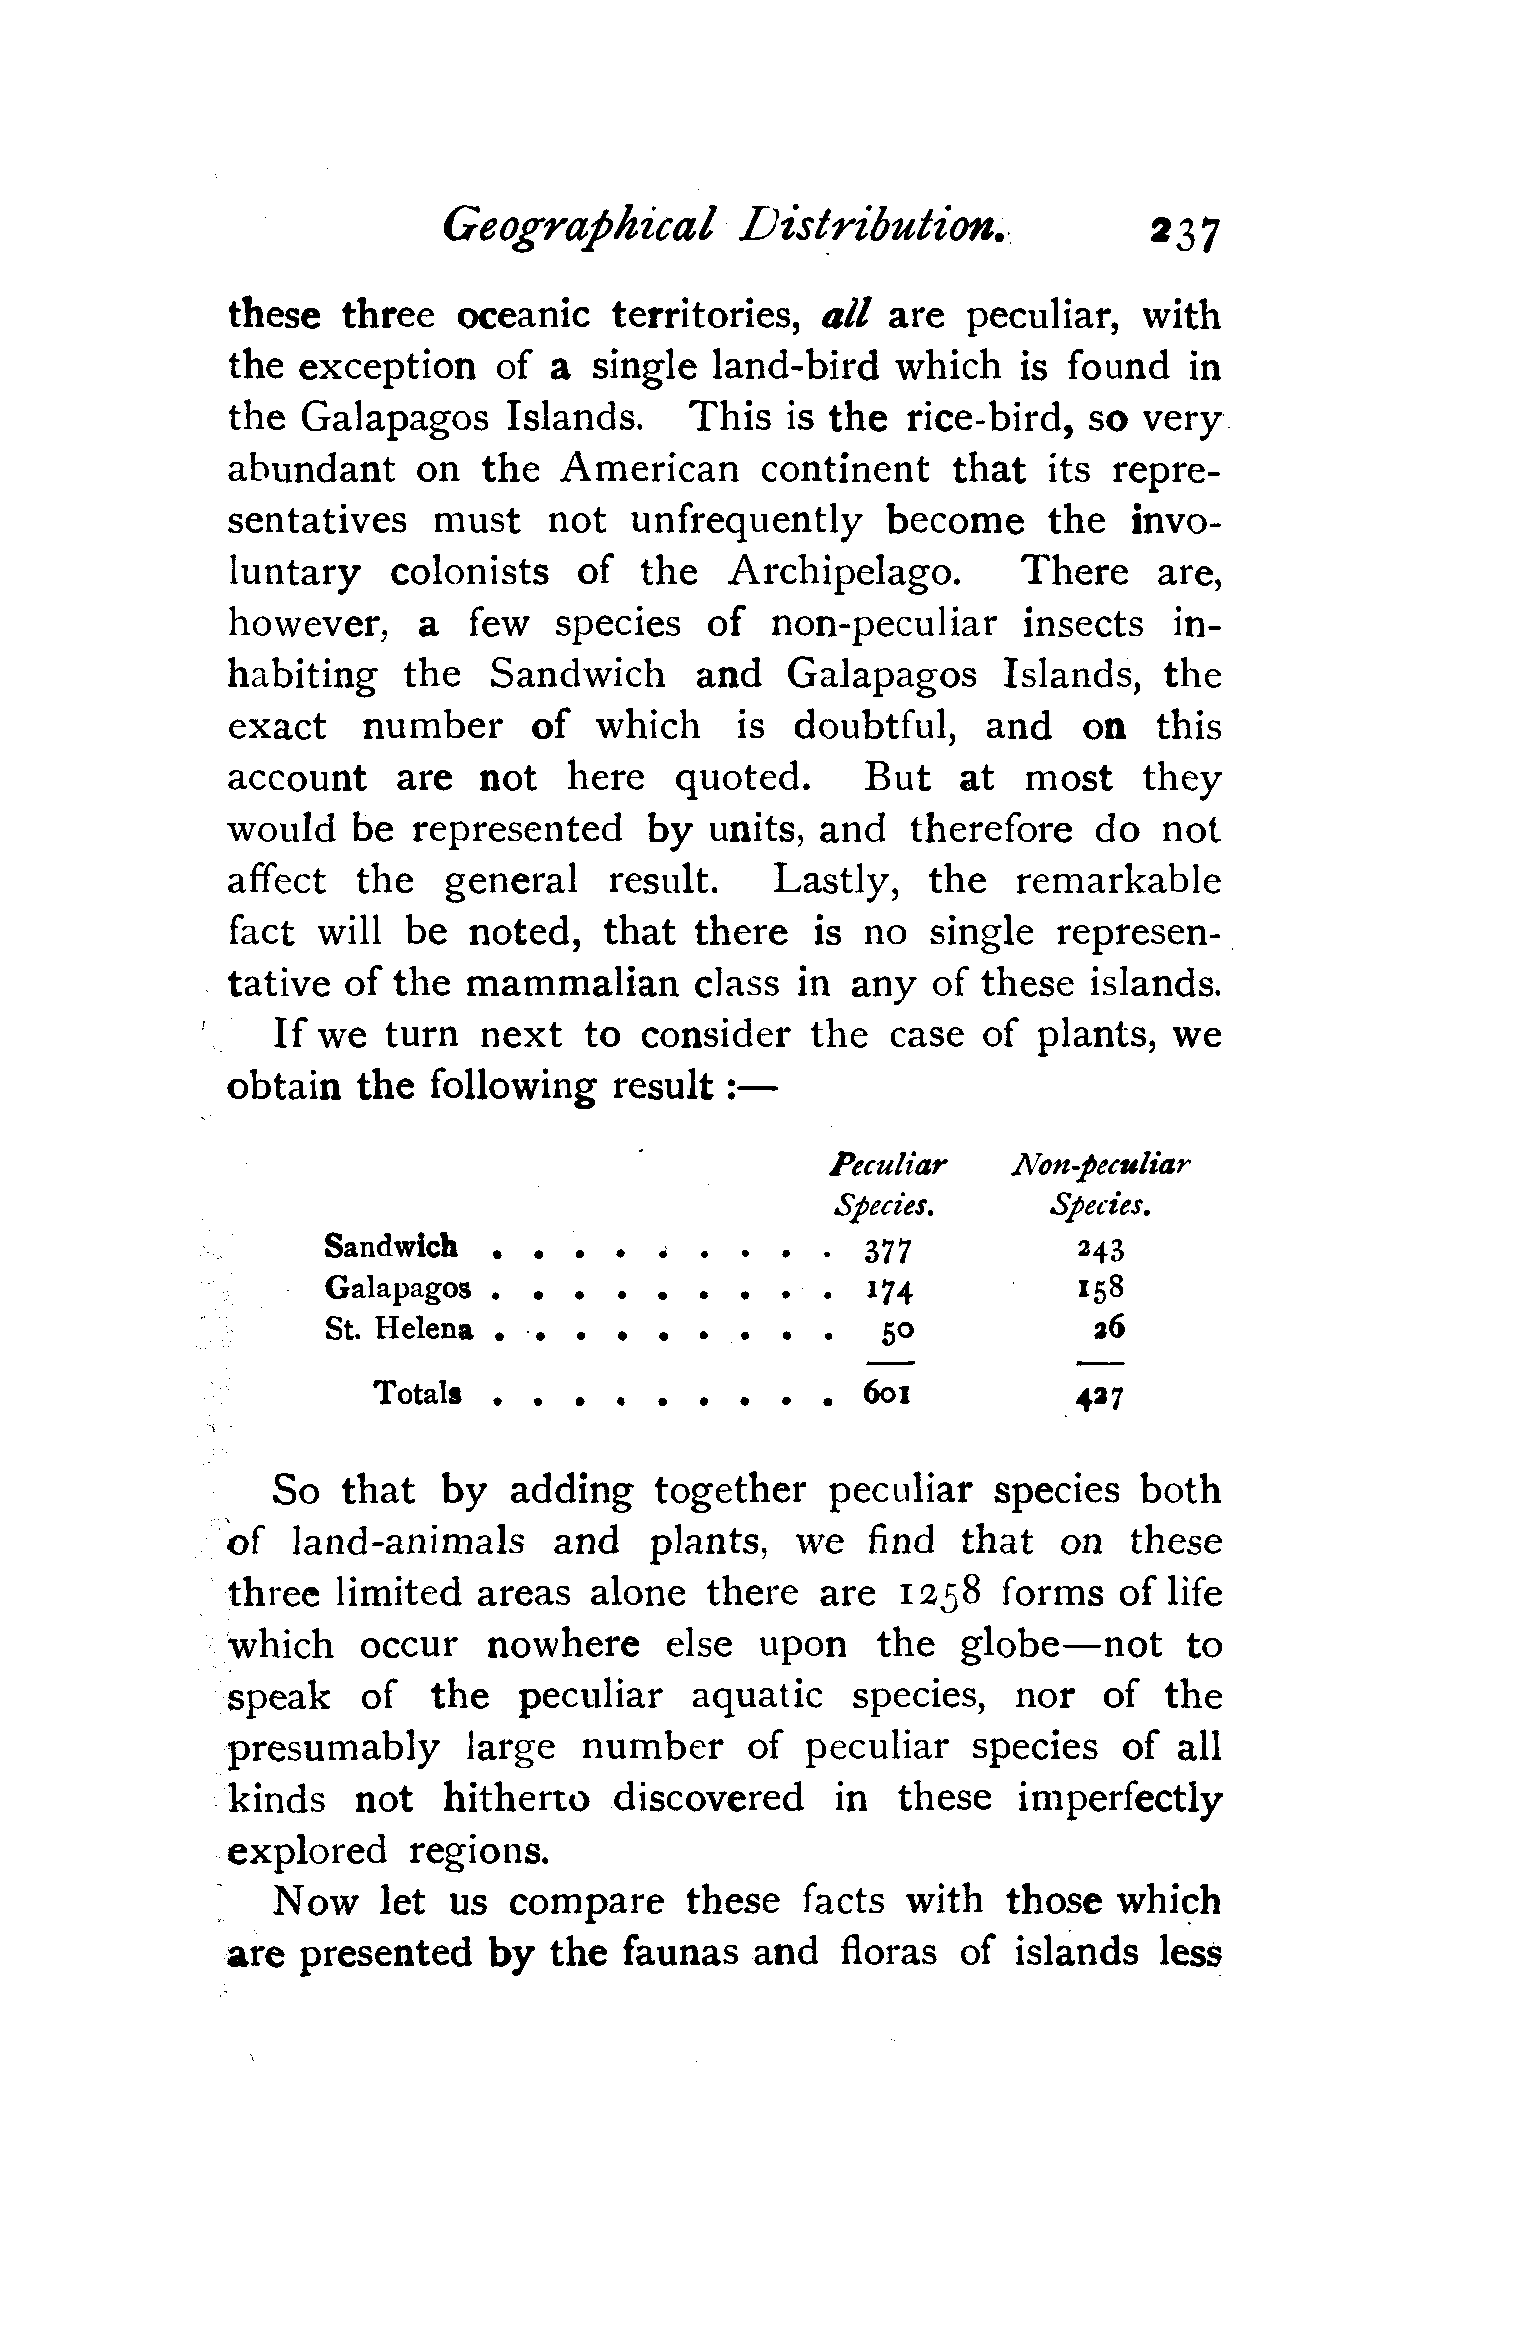 Geographical Distribution. 237
these three oceanic territories, all are peculiar, with
the exception of a single land-bird which is found in
the Galapagos Islands. This is the rice-bird, so very
abundant on the American continent that its repre-
sentatives must not unfrequently become the invo-
luntary colonists of the Archipelago. There are,
however, a few species of non-peculiar insects in-
habiting the Sandwich and Galapagos Islands, the
exact number of which is doubtful, and on this
account are not here quoted. But at most they
would be represented by units, and therefore do not
affect the general result. Lastly, the remarkable
fact will be noted, that there is no single represen-
tative of the mammalian class in any of these islands.
If we turn next to consider the case of plants, we
obtain the following result :—
Peculiar Non-peculiar
Species. Species.
Sandwich . . . . . . . . . 377 243
Galapagos . . . . . . . . . 174 158
St. Helena . . . . . . . . . 50 26
Totals . . . . . . . . . 601 427
So that by adding together peculiar species both
of land-animals and plants, we find that on these
three limited areas alone there are 1258 forms of life
which occur nowhere else upon the globe—not to
speak of the peculiar aquatic species, nor of the
presumably large number of peculiar species of all
kinds not hitherto discovered in these imperfectly
explored regions.
Now let us compare these facts with those which
are presented by the faunas and floras of islands less